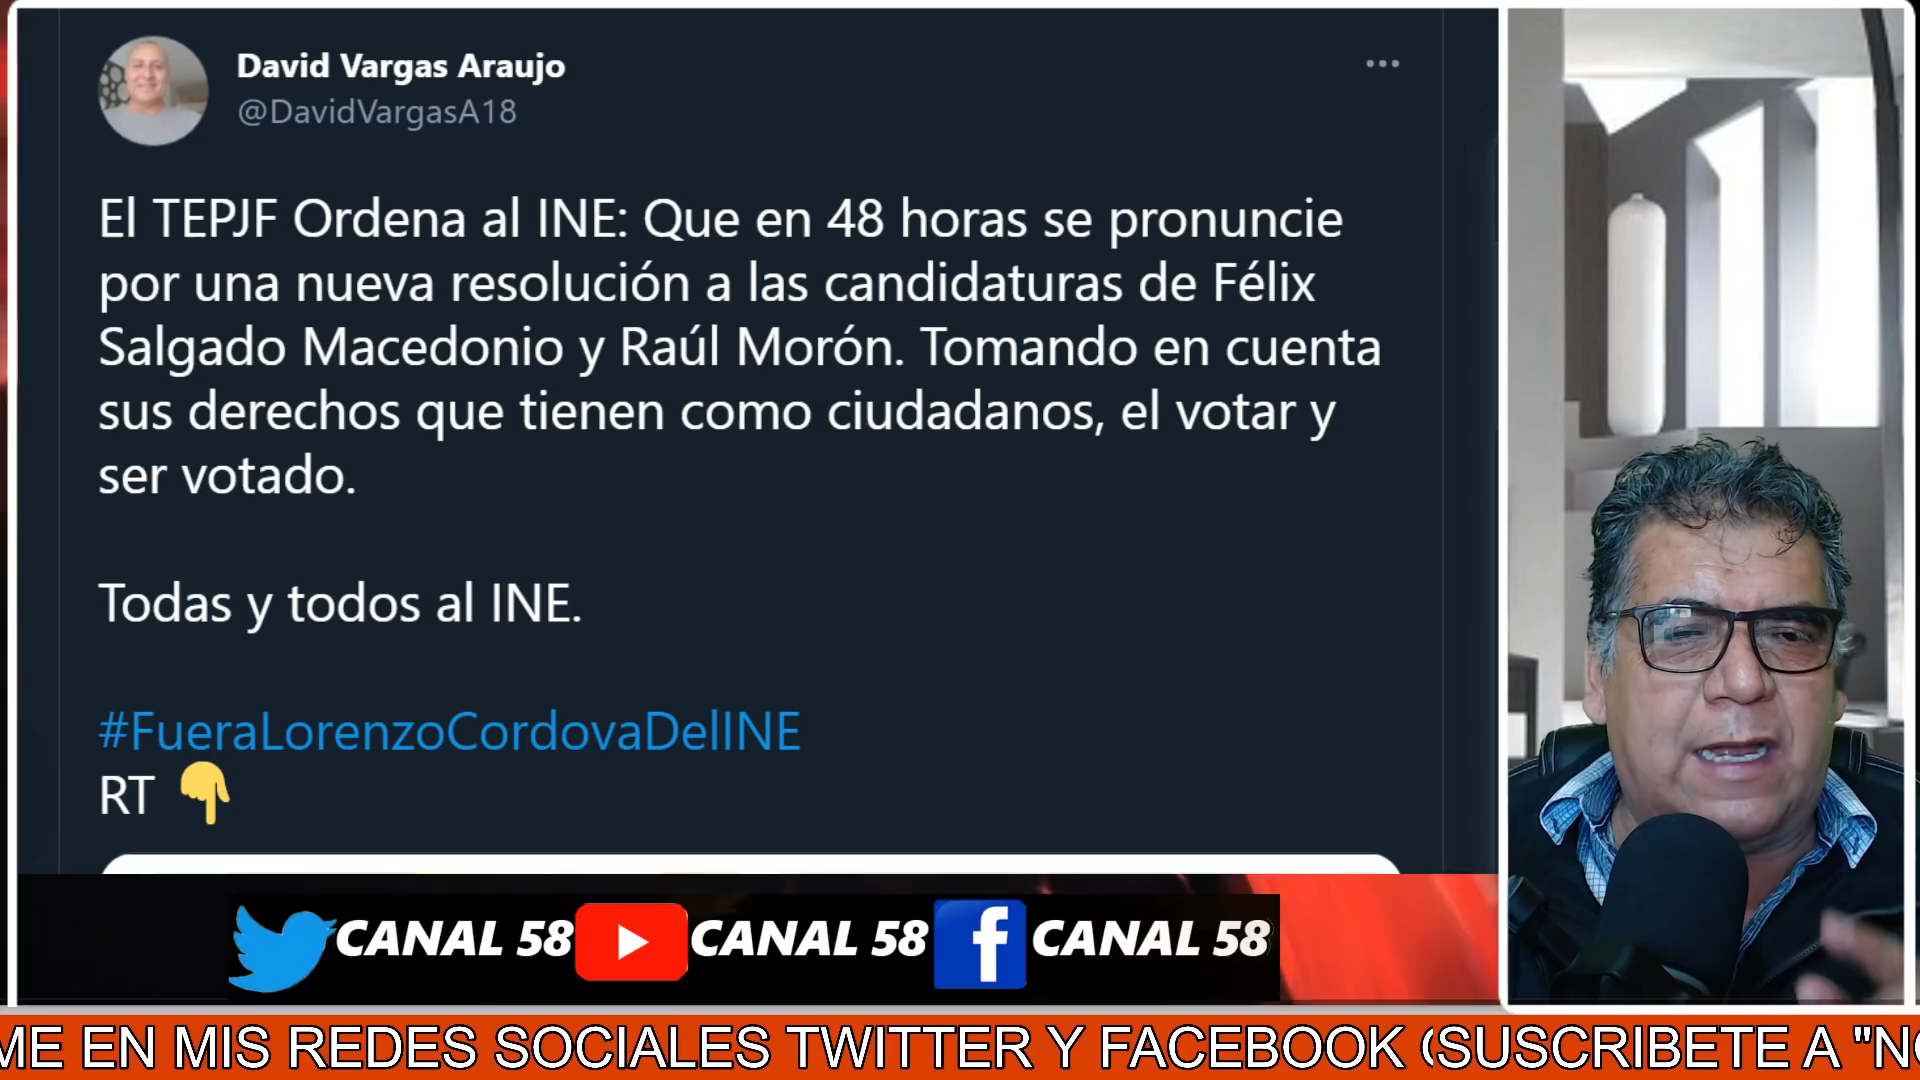 David Vargas Araujo
@DavidVargasA18
El TEPJF Ordena al INE: Que en 48 horas se pronuncie
por una nueva resolución a las candidaturas de Félix
Salgado Macedonio y Raúl Morón. Tomando en cuenta
sus derechos que tienen como ciudadanos, el votar y
ser votado.
Todas y todos al INE.
#FueraLorenzoCordovaDelINE
RT
CANAL 58 CANAL 58 CANAL 58
ME EN MIS REDES SOCIALES TWITTER Y FACEBOOK (SUSCRIBETE A "NO